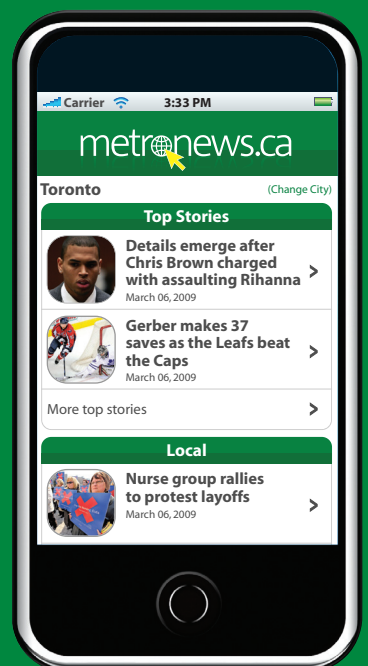 Carrier 3:33 PM
metronews.ca
Toronto (Change City)
Top Stories
Details emerge after
Chris Brown charged
with assaulting Rihanna
March 06, 2009
Gerber makes 37
saves as the Leafs beat
the Caps
March 06, 2009
More top stories
Local
Nurse group rallies
to protest layoffs
March 06, 2009